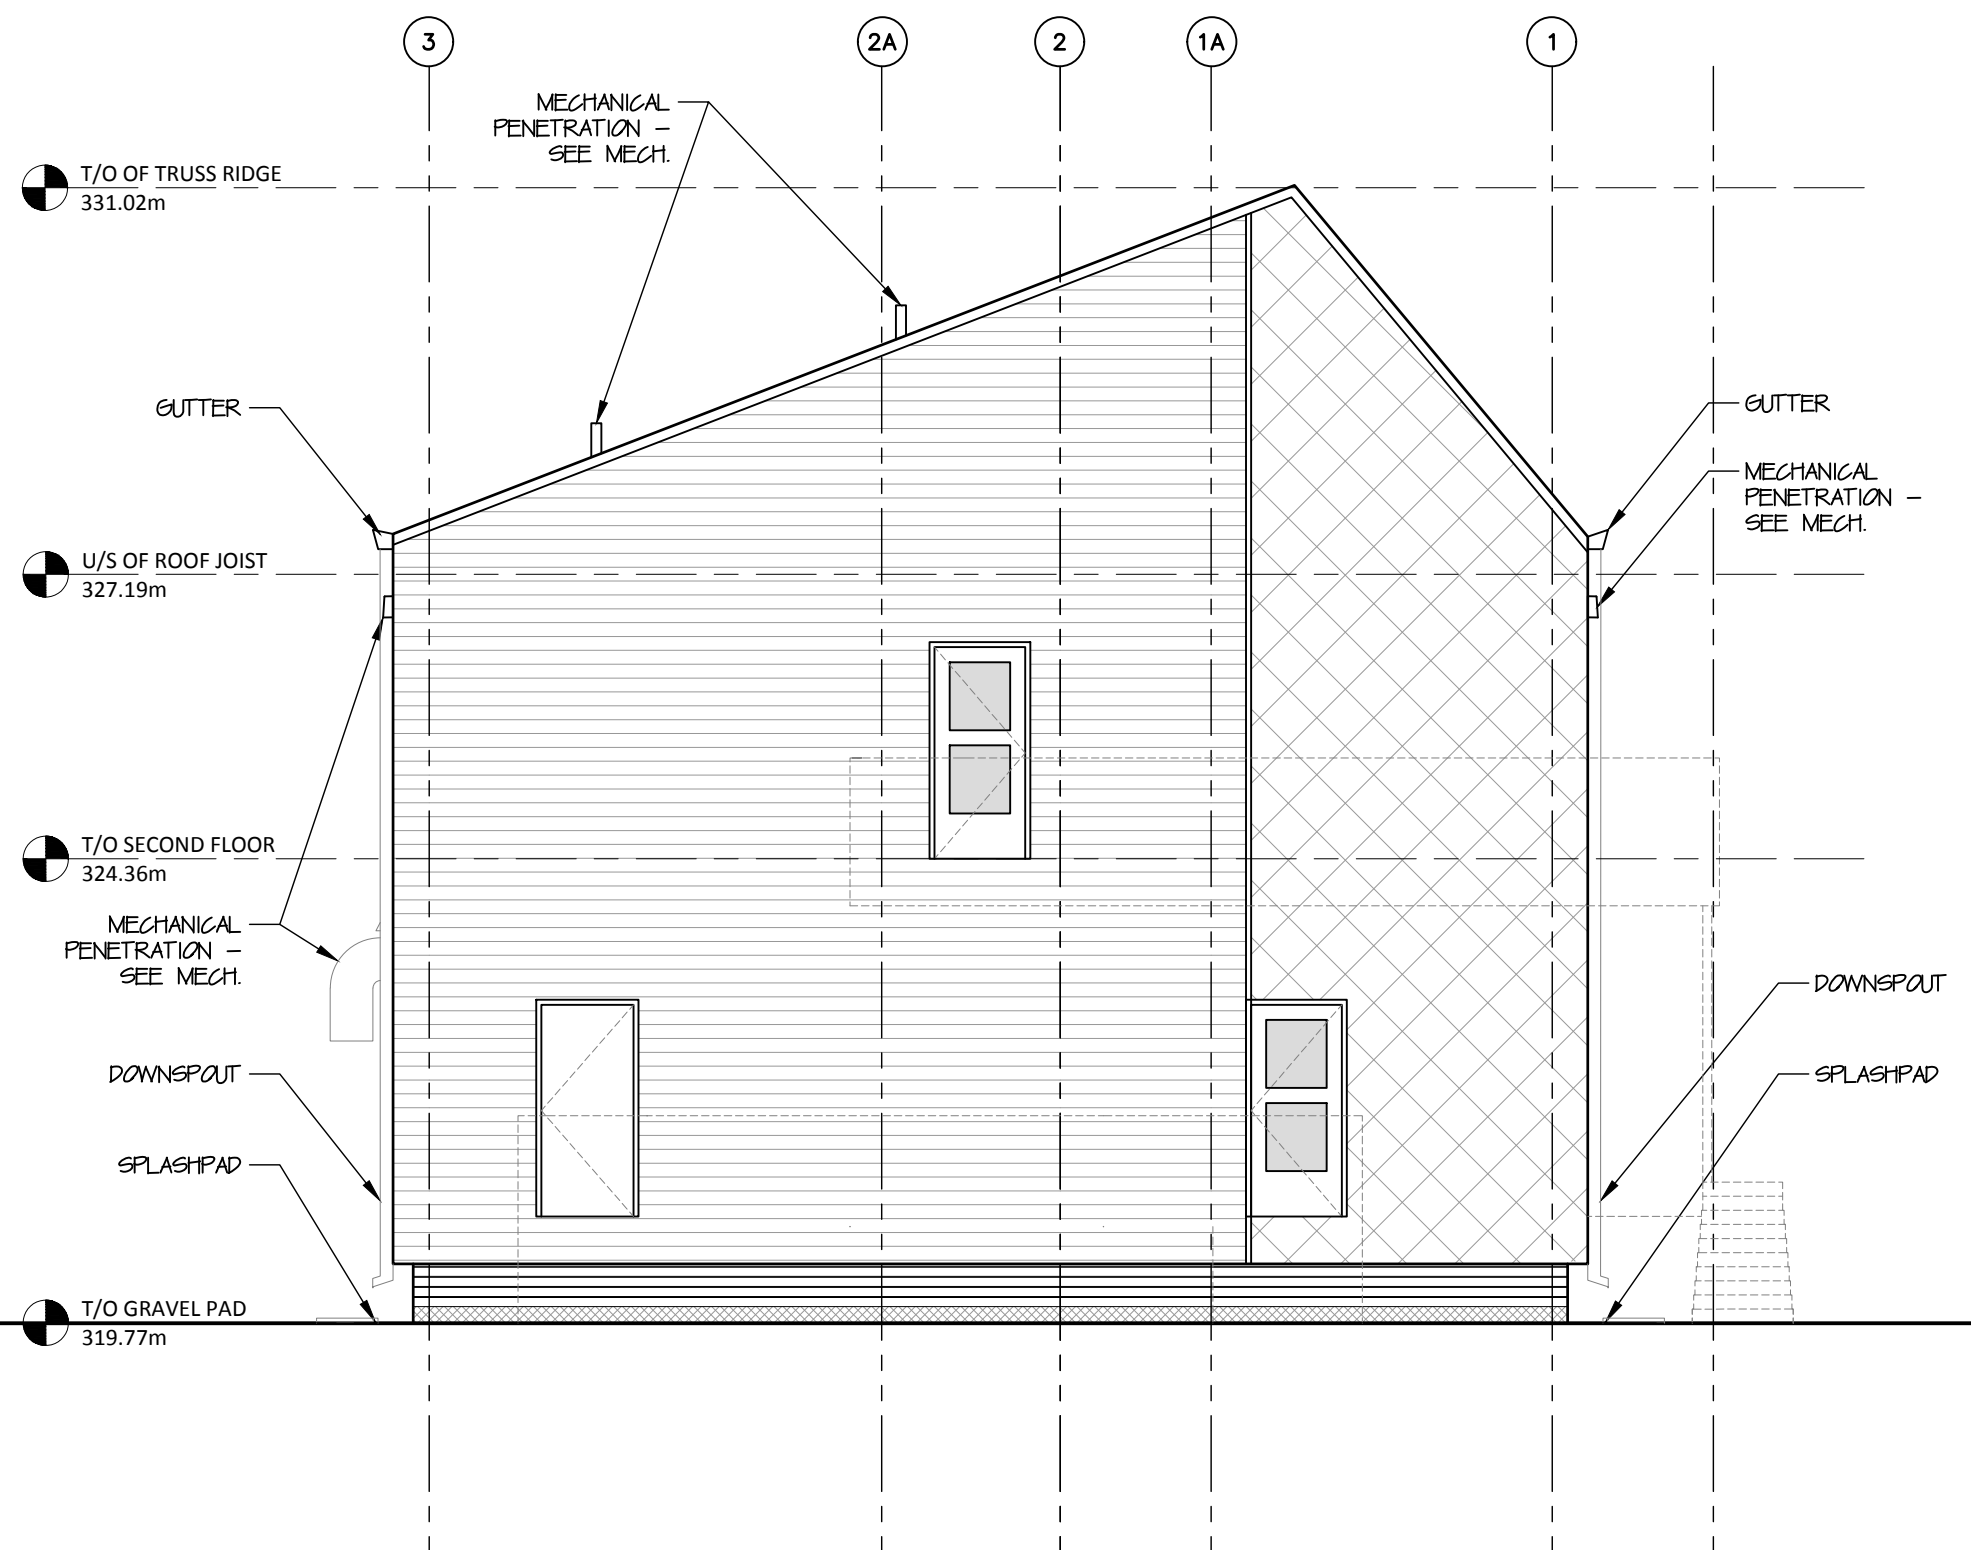 3
2A
2
1A
1
MECHANICAL
PENETRATION -
SEE MECH.
T/O OF TRUSS RIDGE
331.02m
GUTTER
GUTTER
MECHANICAL
PENETRATION -
SEE MECH.
U/S OF ROOF JOIST
327.19m
T/O SECOND FLOOR
324.36m
MECHANICAL
PENETRATION -
SEE MECH.
DOWNSPOUT
DOWNSPOUT
SPLASHPAD
SPLASHPAD
T/O GRAVEL PAD
319.77m